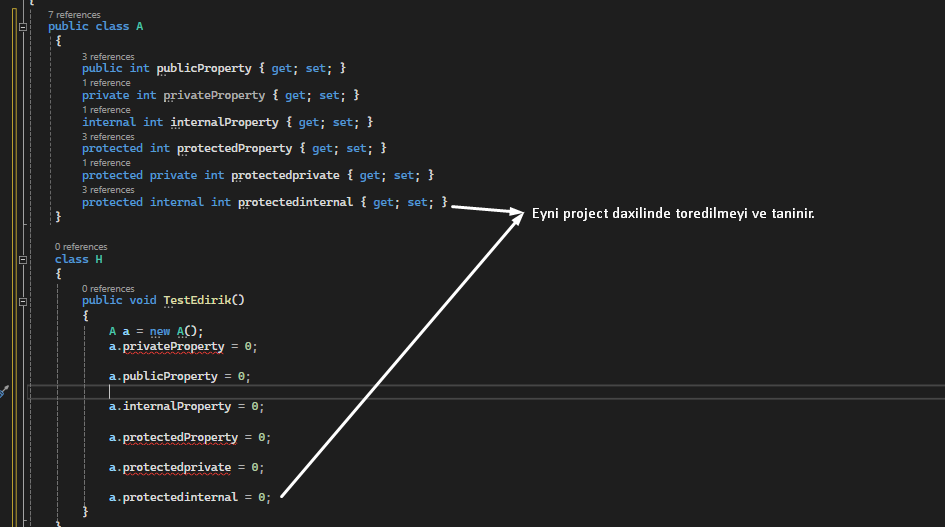 {
7 references
public class A
{
3 references
public int publicProperty { get; set; }
1 reference
private int privateProperty { get; set; }
1 reference
internal int internalProperty { get; set; }
3 references
protected int protectedProperty { get; set; }
1 reference
protected private int protectedprivate { get; set; }
3 references
protected internal int protectedinternal { get; set; }
Eyni project daxilinde toredilmeyi ve taninir.
}
0 references
class H
{
0 references
public void TestEdirik()
{
A a = new A();
a.privateProperty = 0;
a.publicProperty = 0;
a.internalProperty = 0;
a.protectedProperty = 0;
a.protectedprivate = 0;
a.protectedinternal = 0;
}
}